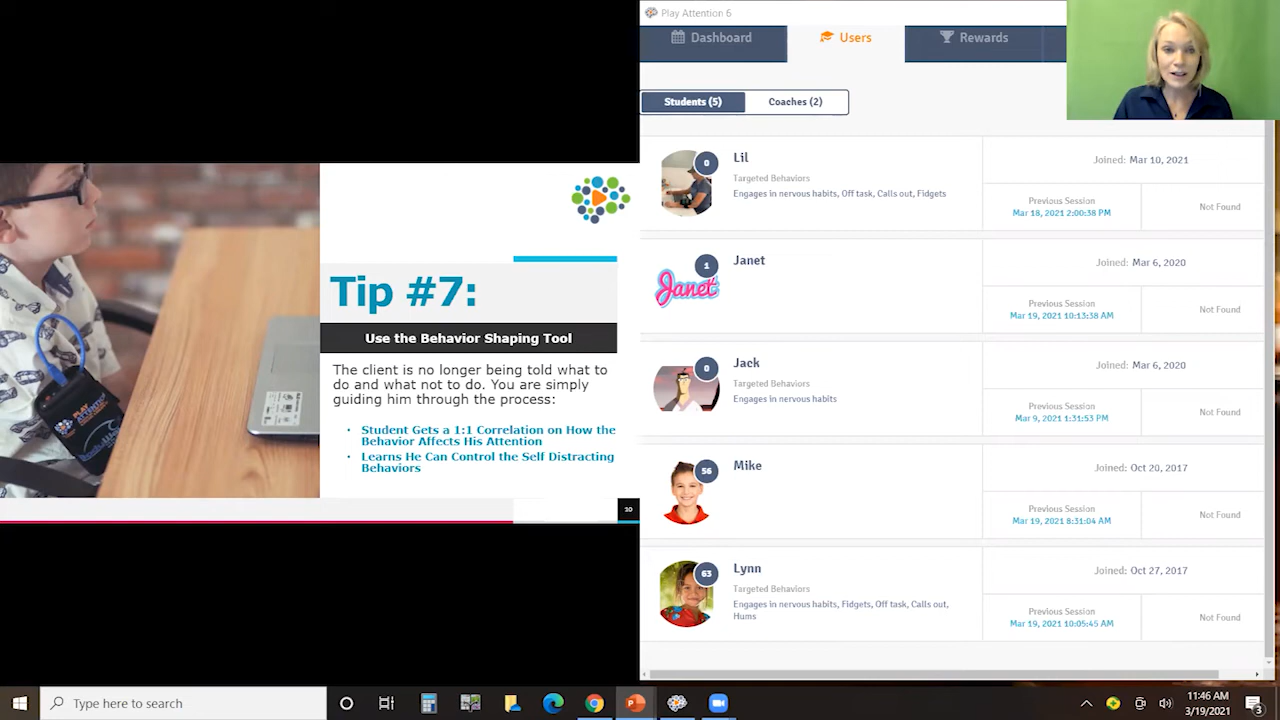 Play Attention 6
Dashboard
Users
Rewards
Students (5)
Coaches (2)
0
Lil
Targeted Behaviors
Engages in nervous habits, Off task, Calls out, Fidgets
Joined: Mar 10, 2021
Previous Session
Mar 18, 2021 2:00:38 PM
Not Found
1
Janet
Janet
Joined: Mar 6, 2020
Previous Session
Mar 19, 2021 10:13:38 AM
Not Found
0
Jack
Targeted Behaviors
Engages in nervous habits
Joined: Mar 6, 2020
Previous Session
Mar 9, 2021 1:31:53 PM
Not Found
56
Mike
Joined: Oct 20, 2017
Previous Session
Mar 19, 2021 8:31:04 AM
Not Found
63
Lynn
Targeted Behaviors
Engages in nervous habits, Fidgets, Off task, Calls out,
Hums
Joined: Oct 27, 2017
Previous Session
Mar 19, 2021 10:05:45 AM
Not Found
Tip #7:
Use the Behavior Shaping Tool
The client is no longer being told what to
do and what not to do. You are simply
guiding him through the process:
• Student Gets a 1:1 Correlation on How the
Behavior Affects His Attention
• Learns He Can Control the Self Distracting
Behaviors
PLAY
ATTENTION
20
Type here to search
11:46 AM
3/19/2021
3